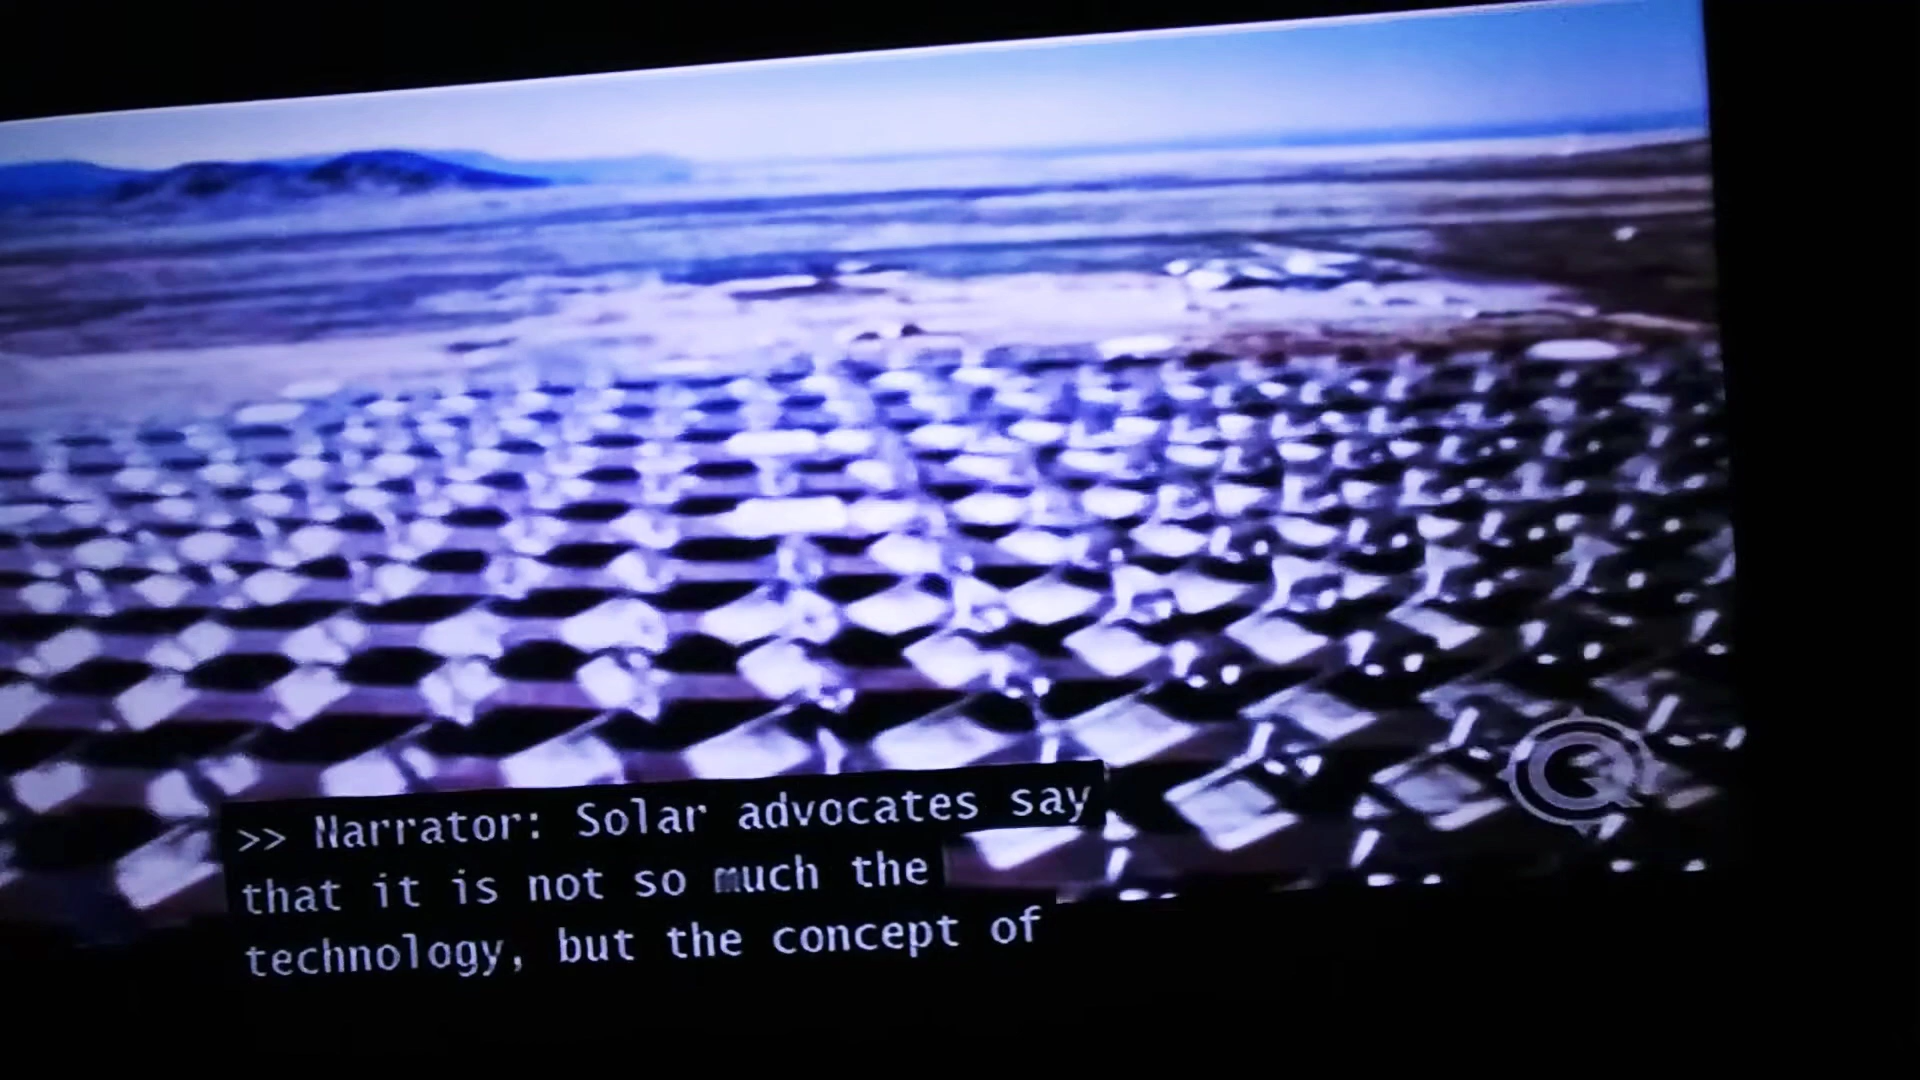 >> Narrator: Solar advocates say
that it is not so much the
technology, but the concept of